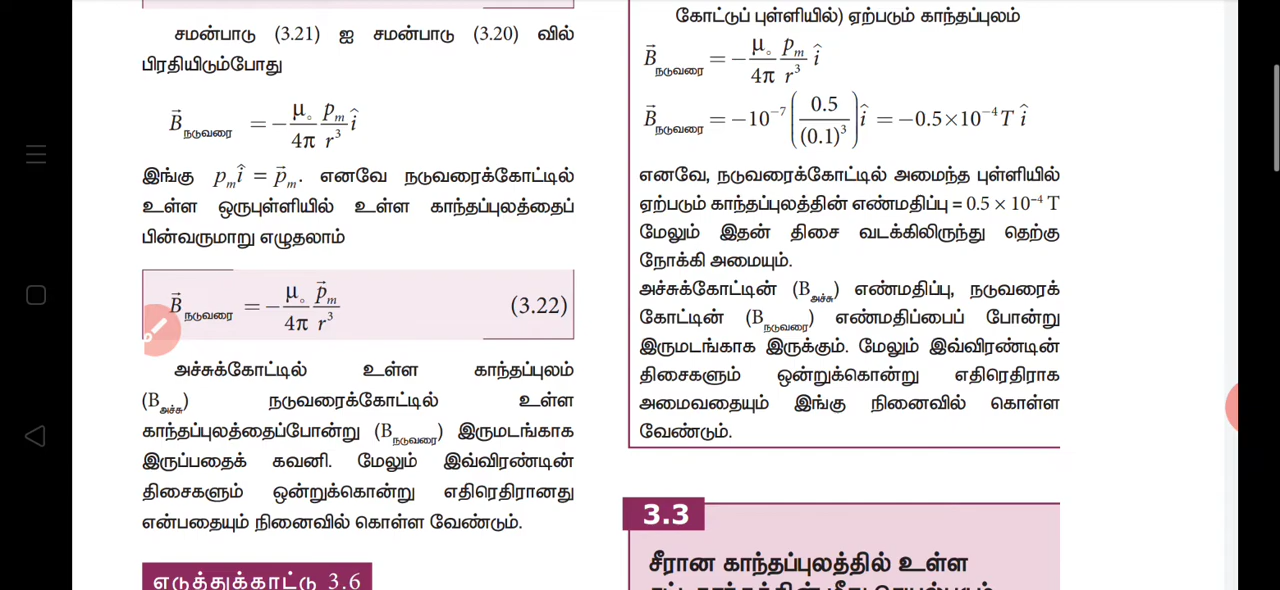 சமன்பாடு (3.21) ஐ சமன்பாடு (3.20) வில்
பிரதியிடும்போது
B⃗நடுவரை = −μ₀/4π pₘ/r³ î
இங்கு pₘî = p⃗ₘ. எனவே நடுவரைக்கோட்டில்
உள்ள ஒருபுள்ளியில் உள்ள காந்தப்புலத்தைப்
பின்வருமாறு எழுதலாம்
B⃗நடுவரை = −μ₀/4π p⃗ₘ/r³ (3.22)
அச்சுக்கோட்டில் உள்ள காந்தப்புலம்
(Bஅச்சு) நடுவரைக்கோட்டில் உள்ள
காந்தப்புலத்தைப்போன்று (Bநடுவரை) இருமடங்காக
இருப்பதைக் கவனி. மேலும் இவ்விரண்டின்
திசைகளும் ஒன்றுக்கொன்று எதிரெதிரானது
என்பதையும் நினைவில் கொள்ள வேண்டும்.
எடுத்துக்காட்டு 3.6
கோட்டுப் புள்ளியில்) ஏற்படும் காந்தப்புலம்
B⃗நடுவரை = −μ₀/4π pₘ/r³ î
B⃗நடுவரை = −10⁻⁷ (0.5/(0.1)³) î = −0.5×10⁻⁴T î
எனவே, நடுவரைக்கோட்டில் அமைந்த புள்ளியில்
ஏற்படும் காந்தப்புலத்தின் எண்மதிப்பு = 0.5 × 10⁻⁴ T
மேலும் இதன் திசை வடக்கிலிருந்து தெற்கு
நோக்கி அமையும்.
அச்சுக்கோட்டின் (Bஅச்சு) எண்மதிப்பு, நடுவரைக்
கோட்டின் (Bநடுவரை) எண்மதிப்பைப் போன்று
இருமடங்காக இருக்கும். மேலும் இவ்விரண்டின்
திசைகளும் ஒன்றுக்கொன்று எதிரெதிராக
அமைவதையும் இங்கு நினைவில் கொள்ள
வேண்டும்.
3.3
சீரான காந்தப்புலத்தில் உள்ள